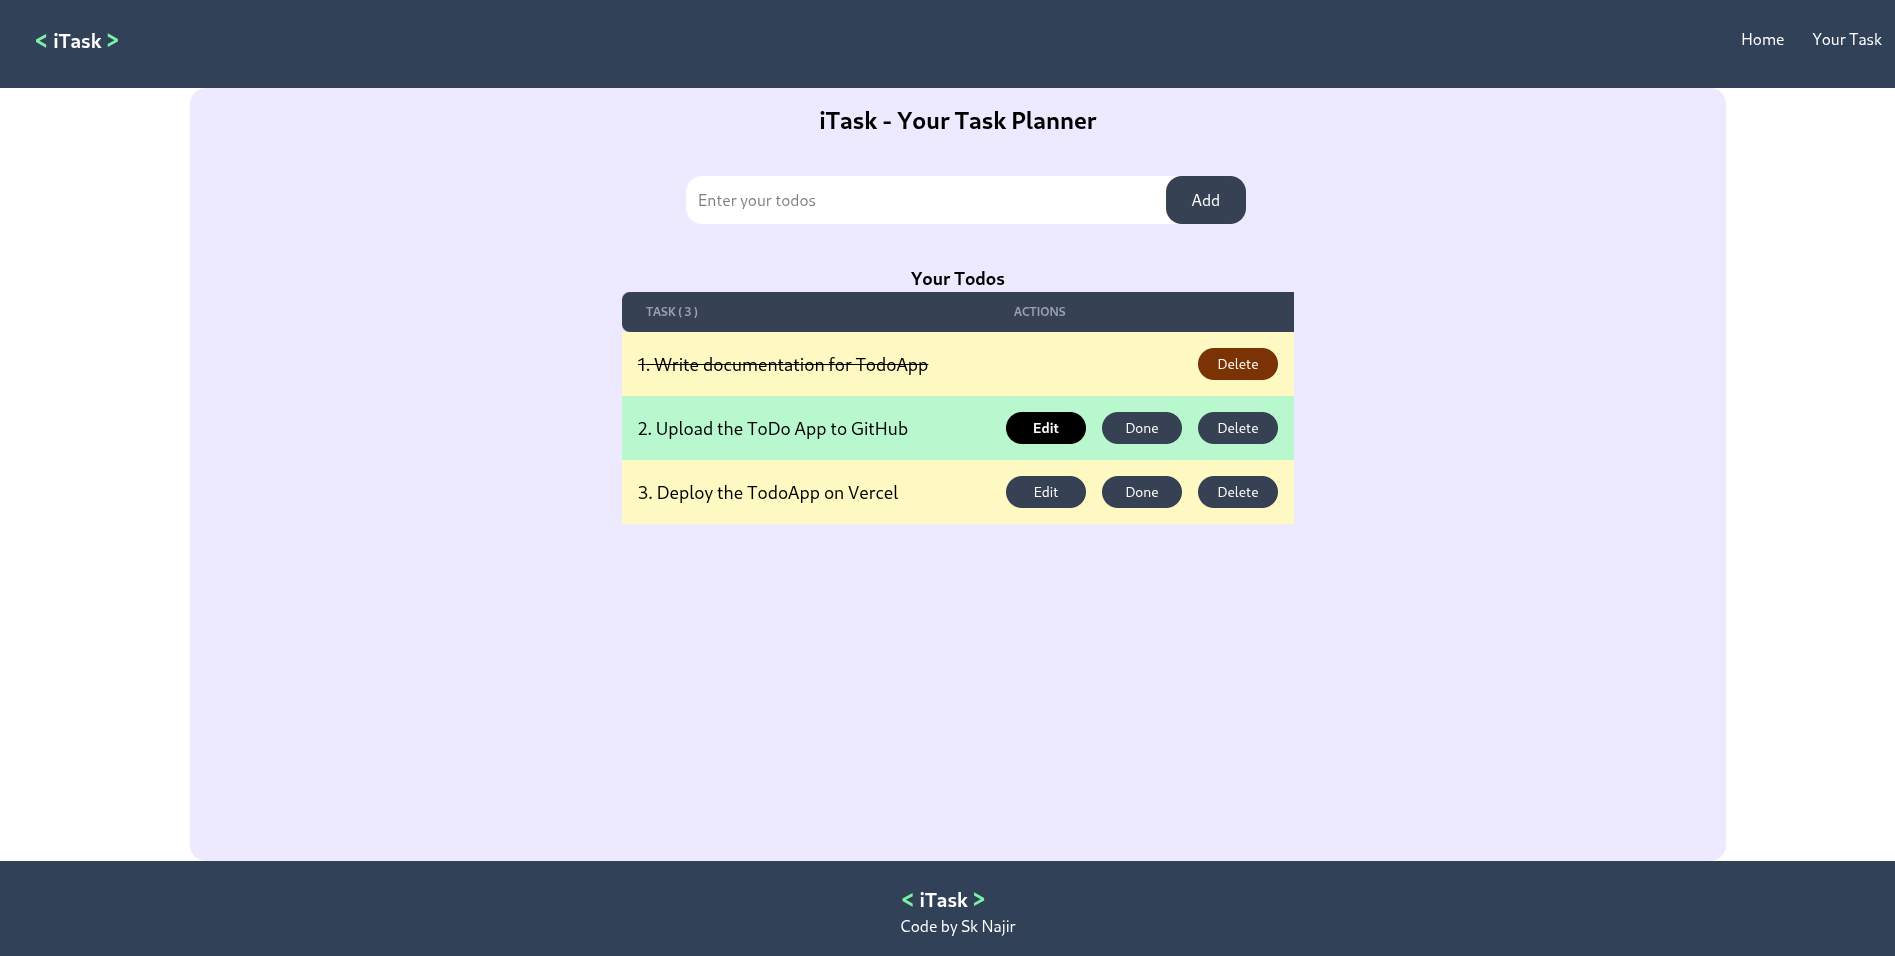 < iTask >
Home Your Task
iTask - Your Task Planner
Enter your todos Add
Your Todos
TASK ( 3 ) ACTIONS
1. Write documentation for TodoApp Delete
2. Upload the ToDo App to GitHub Edit Done Delete
3. Deploy the TodoApp on Vercel Edit Done Delete
< iTask >
Code by Sk Najir